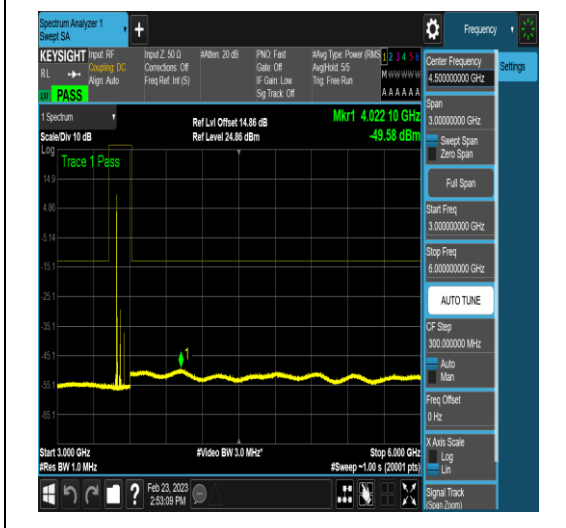 Spectrum Analyzer 1
Swept SA
+
Frequency
KEYSIGHT
RL
PASS
Input: RF
Coupling: DC
Align: Auto
Input Z: 50 Ω
Corrections: Off
Freq Ref: Int (S)
#Atten: 20 dB
PNO: Fast
Gate: Off
IF Gain: Low
Sig Track: Off
#Avg Type: Power (RMS
Avg|Hold: 5/5
Trig: Free Run
1 2 3 4 5 6
M W W W W W
A A A A A A
1 Spectrum
Scale/Div 10 dB
Ref Lvl Offset 14.86 dB
Ref Level 24.86 dBm
Mkr1 4.022 10 GHz
-49.58 dBm
Log
Trace 1 Pass
14.9
4.86
-5.14
-15.1
-25.1
-35.1
-45.1
-55.1
-65.1
1
Start 3.000 GHz
#Res BW 1.0 MHz
#Video BW 3.0 MHz*
Stop 6.000 GHz
#Sweep ~1.00 s (20001 pts)
?
Feb 23, 2023
2:53:09 PM
Center Frequency
4.500000000 GHz
Settings
Span
3.00000000 GHz
Swept Span
Zero Span
Full Span
Start Freq
3.000000000 GHz
Stop Freq
6.000000000 GHz
AUTO TUNE
CF Step
300.000000 MHz
Auto
Man
Freq Offset
0 Hz
X Axis Scale
Log
Lin
Signal Track
(Span Zoom)